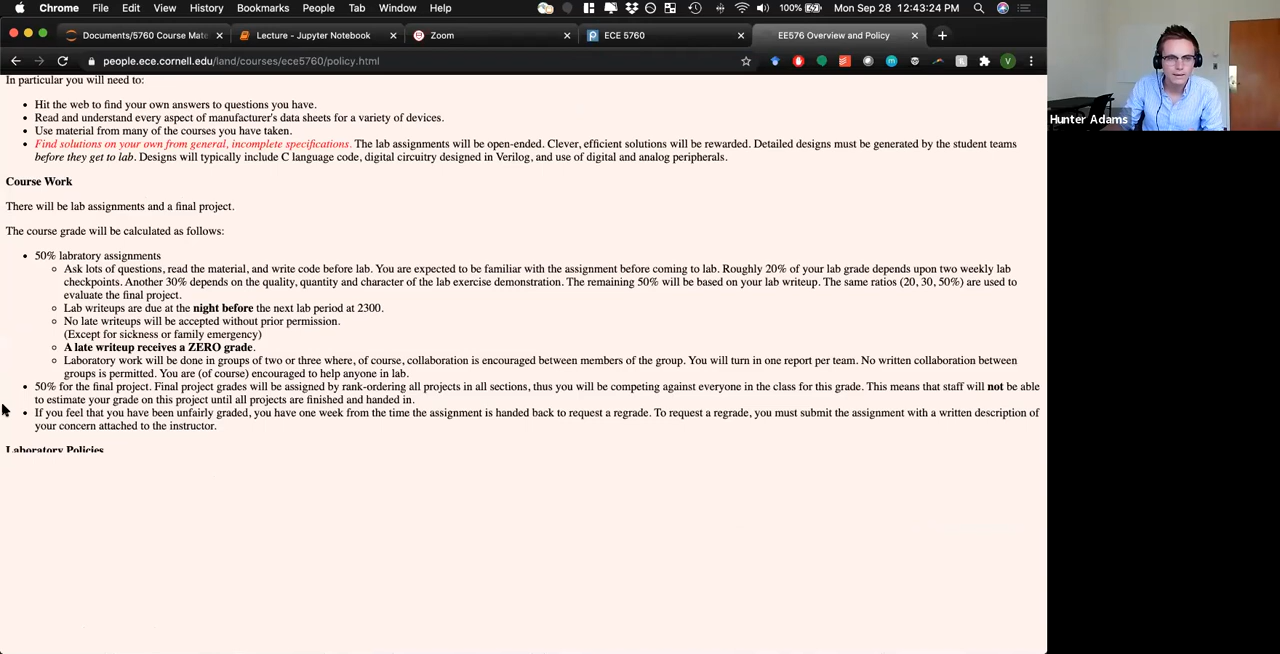 Chrome File Edit View History Bookmarks People Tab Window Help 100% Mon Sep 28 12:43:24 PM
Documents/5760 Course Mate Lecture - Jupyter Notebook Zoom ECE 5760 EE576 Overview and Policy
people.ece.cornell.edu/land/courses/ece5760/policy.html
Hunter Adams
In particular you will need to:
Hit the web to find your own answers to questions you have.
Read and understand every aspect of manufacturer's data sheets for a variety of devices.
Use material from many of the courses you have taken.
Find solutions on your own from general, incomplete specifications. The lab assignments will be open-ended. Clever, efficient solutions will be rewarded. Detailed designs must be generated by the student teams
before they get to lab. Designs will typically include C language code, digital circuitry designed in Verilog, and use of digital and analog peripherals.
Course Work
There will be lab assignments and a final project.
The course grade will be calculated as follows:
50% labratory assignments
Ask lots of questions, read the material, and write code before lab. You are expected to be familiar with the assignment before coming to lab. Roughly 20% of your lab grade depends upon two weekly lab
checkpoints. Another 30% depends on the quality, quantity and character of the lab exercise demonstration. The remaining 50% will be based on your lab writeup. The same ratios (20, 30, 50%) are used to
evaluate the final project.
Lab writeups are due at the night before the next lab period at 2300.
No late writeups will be accepted without prior permission.
(Except for sickness or family emergency)
A late writeup receives a ZERO grade.
Laboratory work will be done in groups of two or three where, of course, collaboration is encouraged between members of the group. You will turn in one report per team. No written collaboration between
groups is permitted. You are (of course) encouraged to help anyone in lab.
50% for the final project. Final project grades will be assigned by rank-ordering all projects in all sections, thus you will be competing against everyone in the class for this grade. This means that staff will not be able
to estimate your grade on this project until all projects are finished and handed in.
If you feel that you have been unfairly graded, you have one week from the time the assignment is handed back to request a regrade. To request a regrade, you must submit the assignment with a written description of
your concern attached to the instructor.
Laboratory Policies